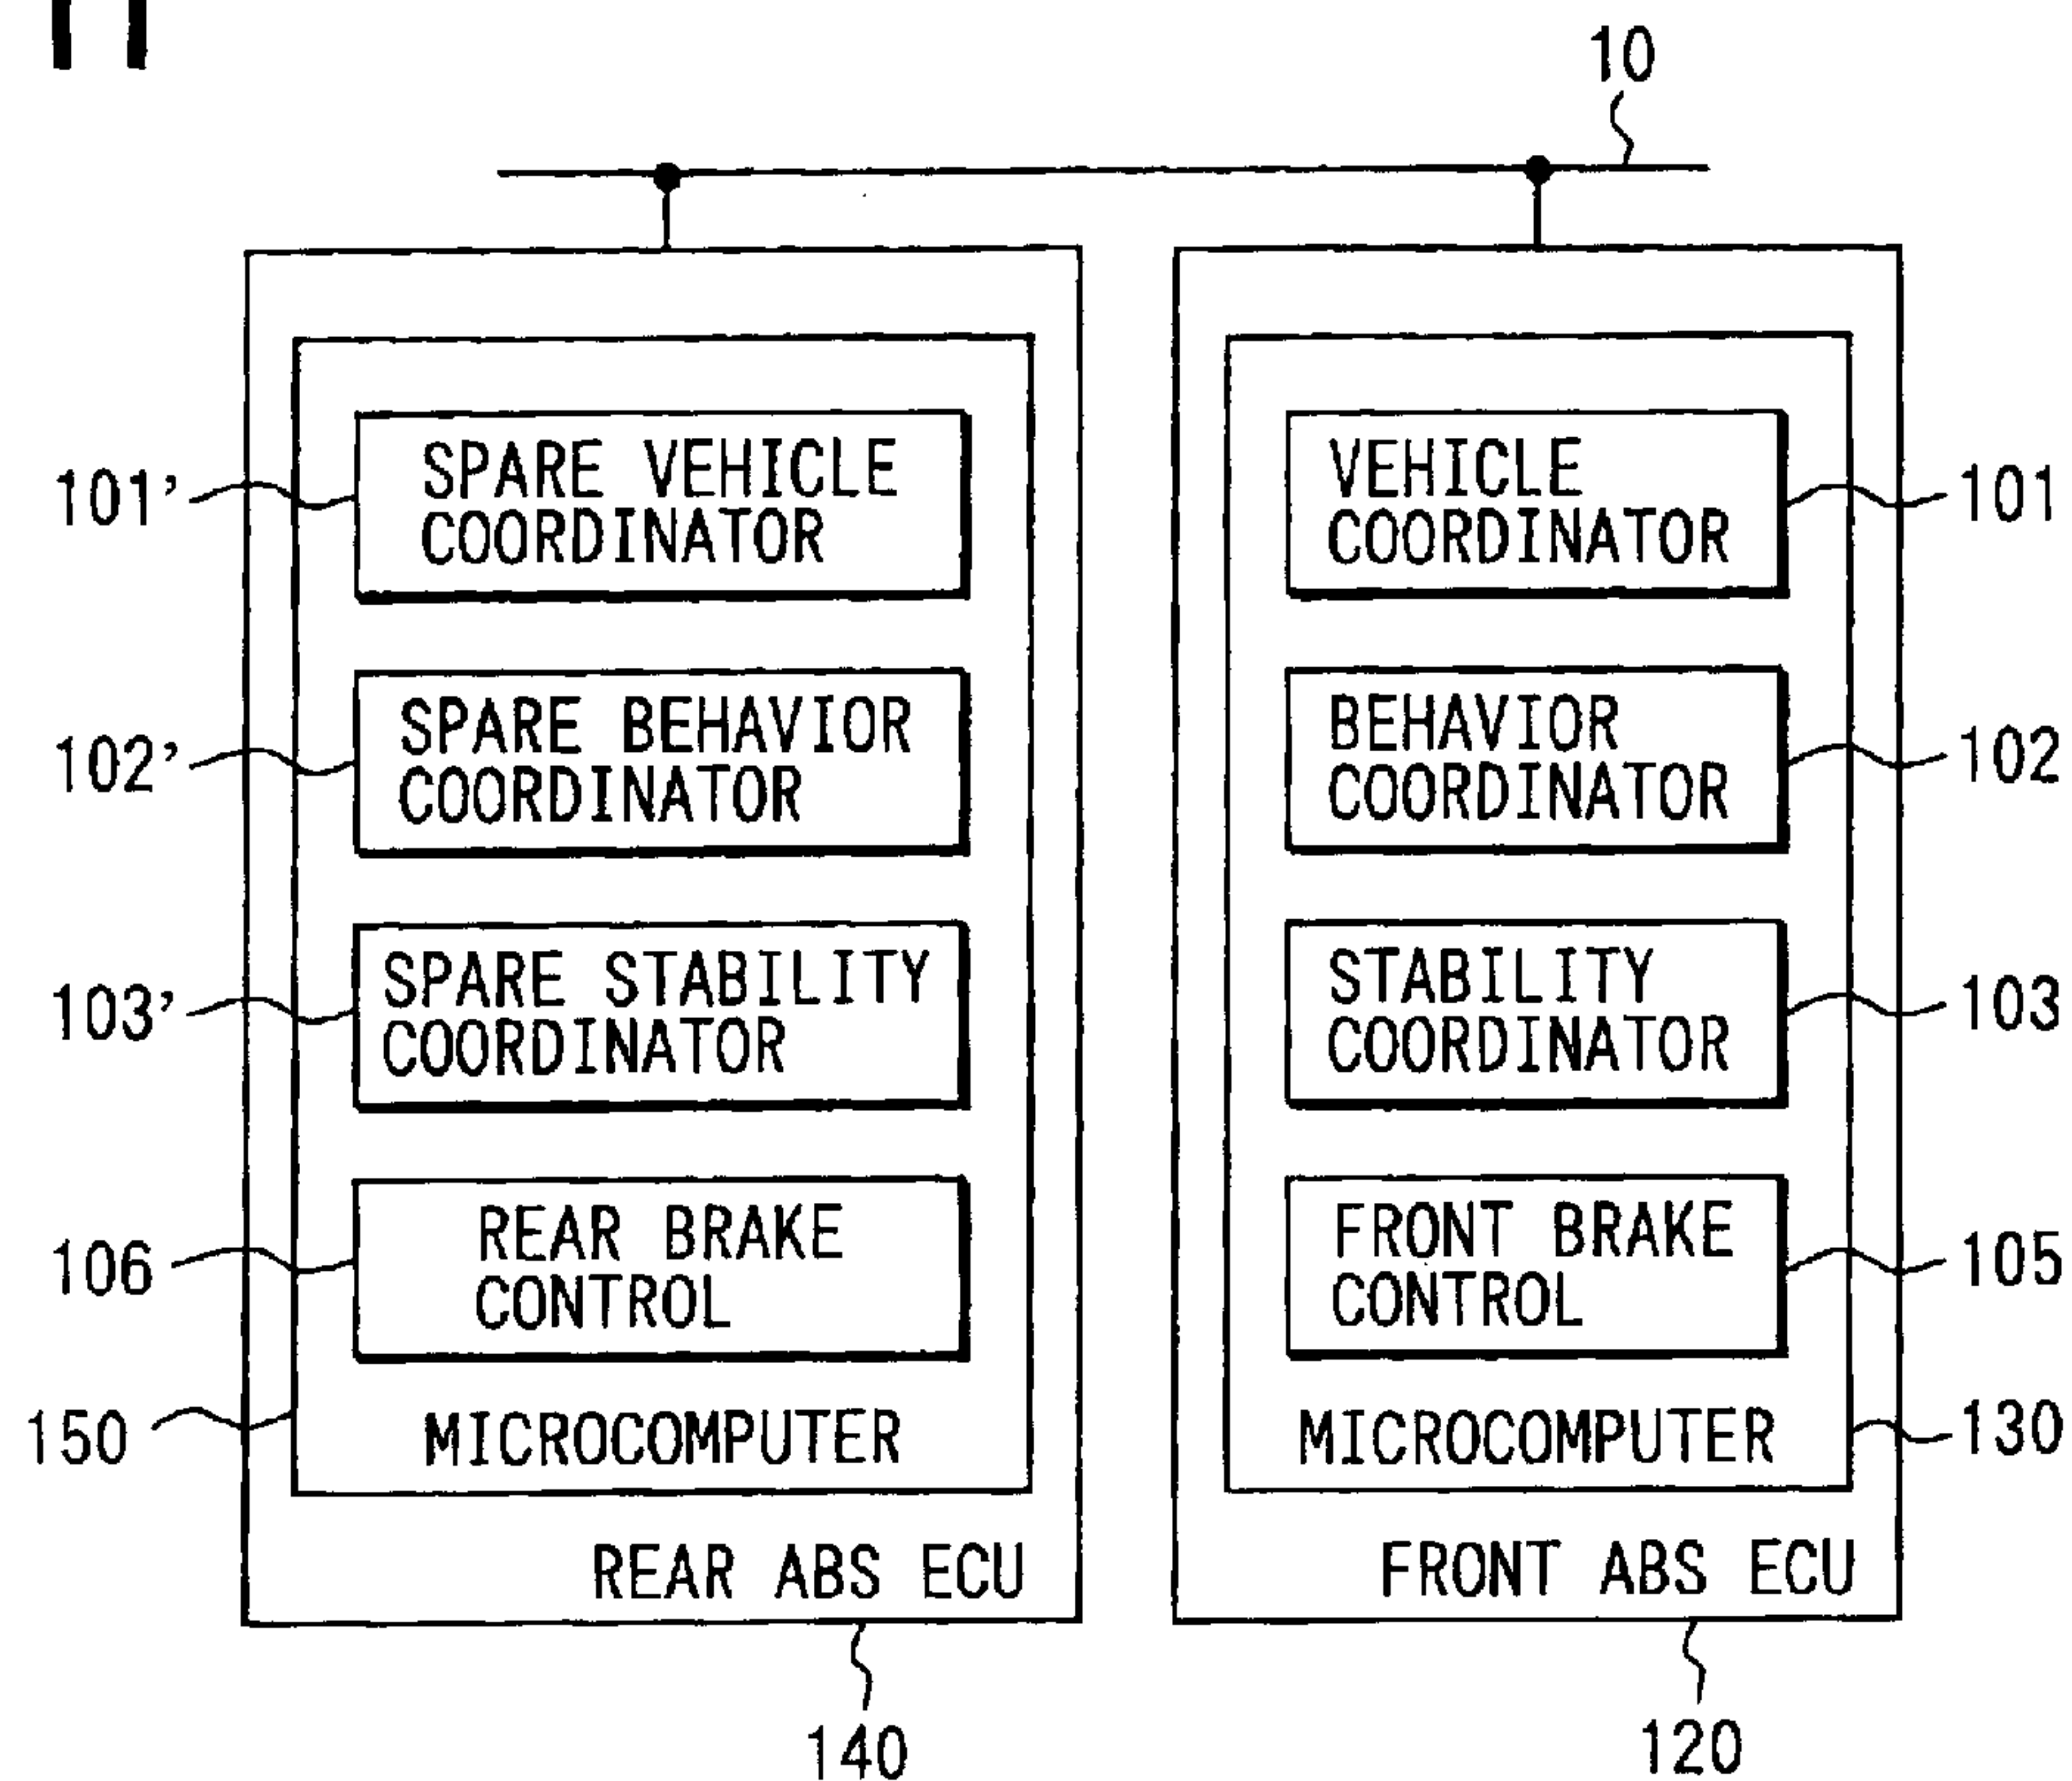 11
10
SPARE VEHICLE
COORDINATOR
101'
VEHICLE
COORDINATOR
101
SPARE BEHAVIOR
COORDINATOR
102'
BEHAVIOR
COORDINATOR
102
SPARE STABILITY
COORDINATOR
103'
STABILITY
COORDINATOR
103
REAR BRAKE
CONTROL
106
FRONT BRAKE
CONTROL
105
150
MICROCOMPUTER
MICROCOMPUTER
130
REAR ABS ECU
FRONT ABS ECU
140
120